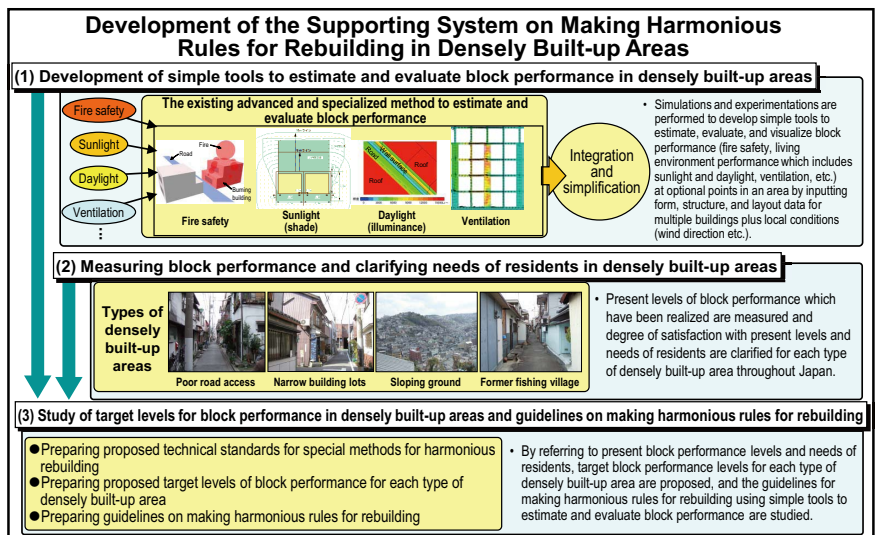 Development of the Supporting System on Making Harmonious
Rules for Rebuilding in Densely Built-up Areas
(1) Development of simple tools to estimate and evaluate block performance in densely built-up areas
Fire safety
Sunlight
Daylight
Ventilation
⋮
The existing advanced and specialized method to estimate and
evaluate block performance
Road
Fire
Burning
building
Fire safety
Sunlight
(shade)
Road
Wall surface
Roof
Roof
Daylight
(illuminance)
Ventilation
Integration
and
simplification
• Simulations and experimentations are
performed to develop simple tools to
estimate, evaluate, and visualize block
performance (fire safety, living
environment performance which includes
sunlight and daylight, ventilation, etc.)
at optional points in an area by inputting
form, structure, and layout data for
multiple buildings plus local conditions
(wind direction etc.).
(2) Measuring block performance and clarifying needs of residents in densely built-up areas
Types of
densely
built-up
areas
Poor road access
Narrow building lots
Sloping ground
Former fishing village
• Present levels of block performance which
have been realized are measured and
degree of satisfaction with present levels and
needs of residents are clarified for each type
of densely built-up area throughout Japan.
(3) Study of target levels for block performance in densely built-up areas and guidelines on making harmonious rules for rebuilding
●Preparing proposed technical standards for special methods for harmonious
rebuilding
●Preparing proposed target levels of block performance for each type of
densely built-up area
●Preparing guidelines on making harmonious rules for rebuilding
• By referring to present block performance levels and needs of
residents, target block performance levels for each type of
densely built-up area are proposed, and the guidelines for
making harmonious rules for rebuilding using simple tools to
estimate and evaluate block performance are studied.